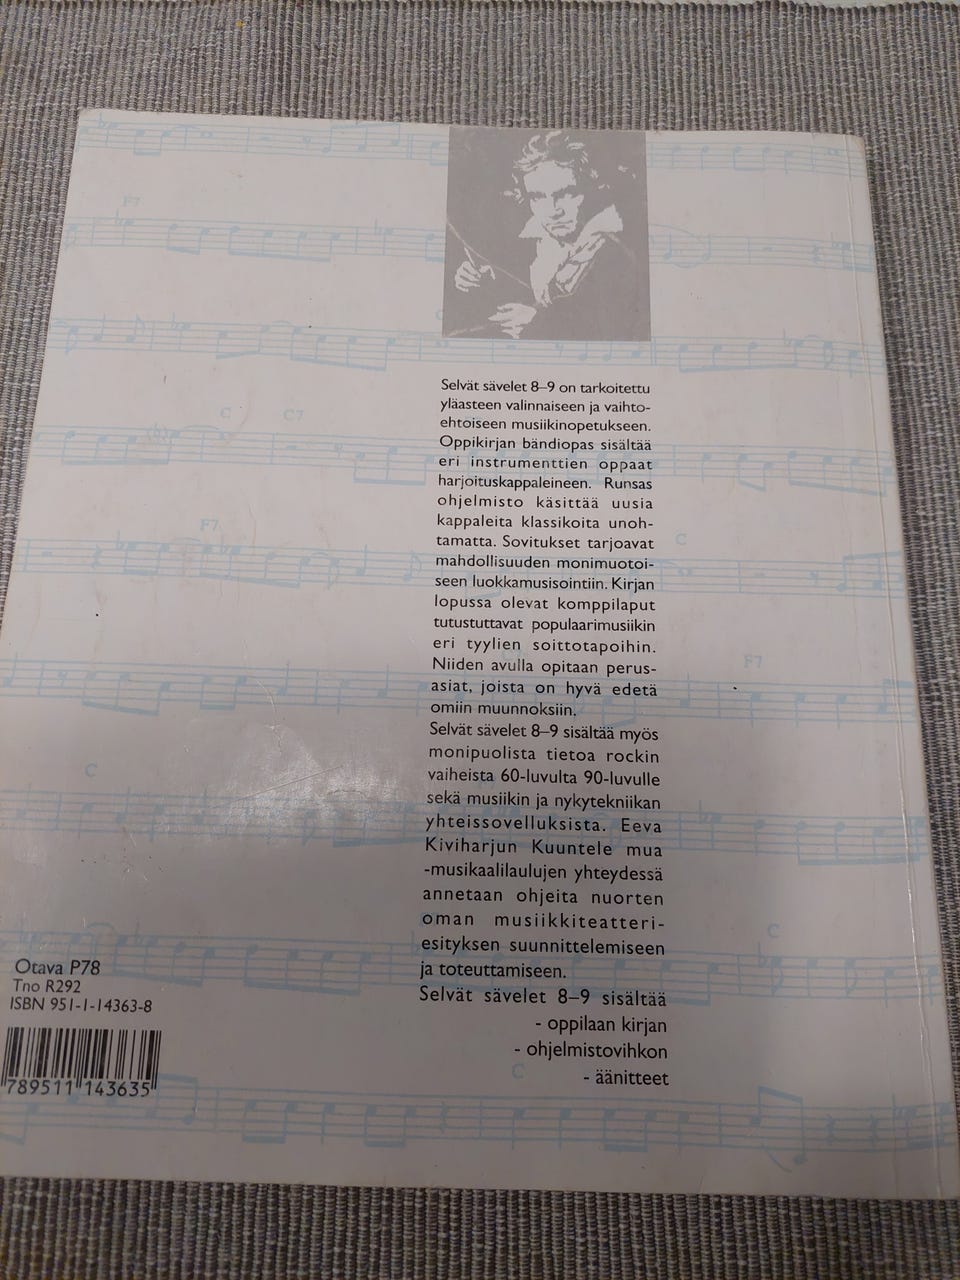 F7
C
C7
F7
C
F7
C
C
C
Selvät sävelet 8–9 on tarkoitettu
yläasteen valinnaiseen ja vaihto-
ehtoiseen musiikinopetukseen.
Oppikirjan bändiopas sisältää
eri instrumenttien oppaat
harjoituskappaleineen. Runsas
ohjelmisto käsittää uusia
kappaleita klassikoita unoh-
tamatta. Sovitukset tarjoavat
mahdollisuuden monimuotoi-
seen luokkamusisointiin. Kirjan
lopussa olevat komppilaput
tutustuttavat populaarimusiikin
eri tyylien soittotapoihin.
Niiden avulla opitaan perus-
asiat, joista on hyvä edetä
omiin muunnoksiin.
Selvät sävelet 8–9 sisältää myös
monipuolista tietoa rockin
vaiheista 60-luvulta 90-luvulle
sekä musiikin ja nykytekniikan
yhteissovelluksista. Eeva
Kiviharjun Kuuntele mua
-musikaalilaulujen yhteydessä
annetaan ohjeita nuorten
oman musiikkiteatteri-
esityksen suunnittelemiseen
ja toteuttamiseen.
Selvät sävelet 8–9 sisältää
- oppilaan kirjan
- ohjelmistovihkon
- äänitteet
Otava P78
Tno R292
ISBN 951-1-14363-8
789511 143635